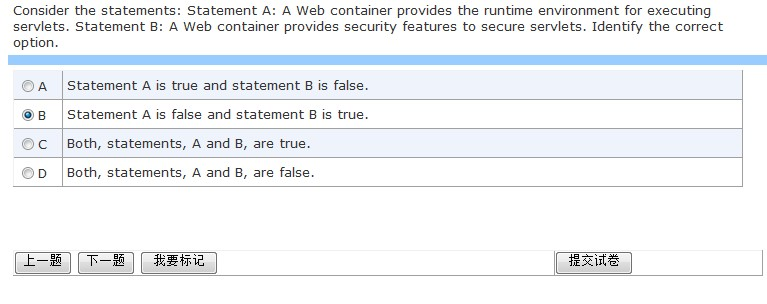 Consider the statements: Statement A: A Web container provides the runtime environment for executing
servlets. Statement B: A Web container provides security features to secure servlets. Identify the correct
option.
A Statement A is true and statement B is false.
B Statement A is false and statement B is true.
C Both, statements, A and B, are true.
D Both, statements, A and B, are false.
上一题 下一题 我要标记 提交试卷